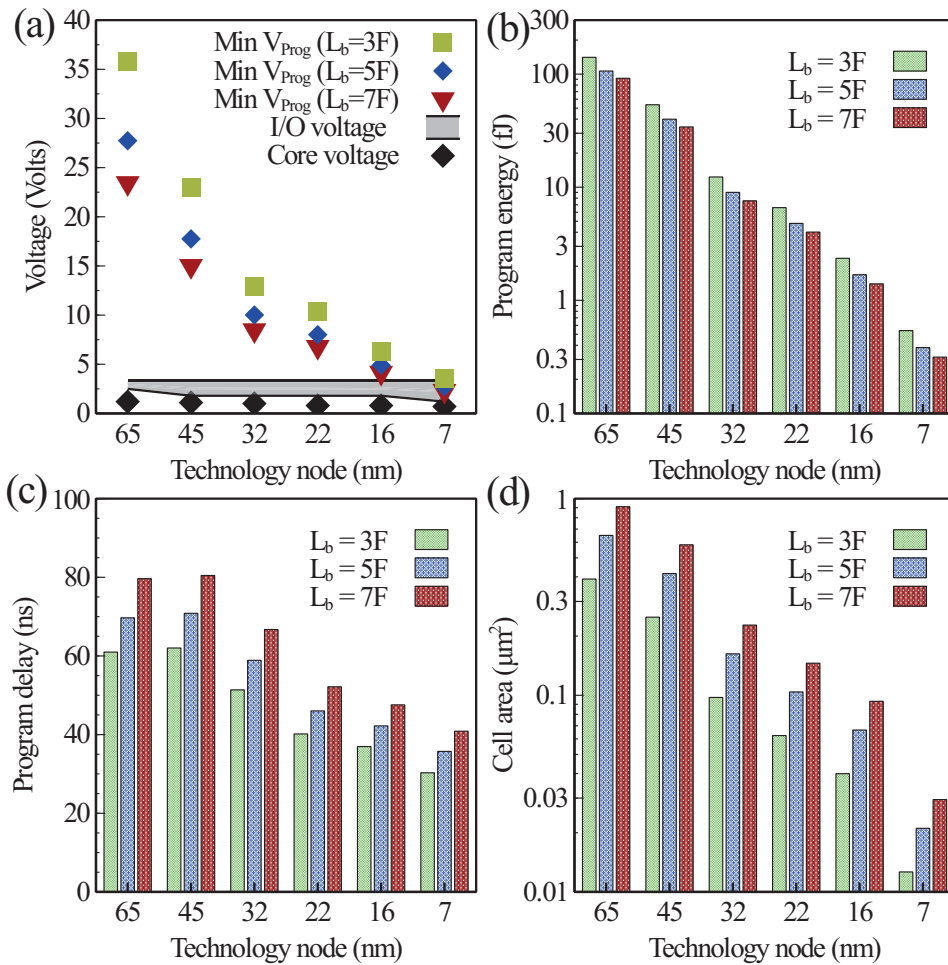 (a)
40
35
30
25
20
15
10
5
0
Voltage (Volts)
Min V_Prog (L_b=3F)
Min V_Prog (L_b=5F)
Min V_Prog (L_b=7F)
I/O voltage
Core voltage
65 45 32 22 16 7
Technology node (nm)
(b)
300
100
30
10
3
1
0.3
0.1
Program energy (fJ)
L_b = 3F
L_b = 5F
L_b = 7F
65 45 32 22 16 7
Technology node (nm)
(c)
100
80
60
40
20
0
Program delay (ns)
L_b = 3F
L_b = 5F
L_b = 7F
65 45 32 22 16 7
Technology node (nm)
(d)
1
0.3
0.1
0.03
0.01
Cell area (μm²)
L_b = 3F
L_b = 5F
L_b = 7F
65 45 32 22 16 7
Technology node (nm)